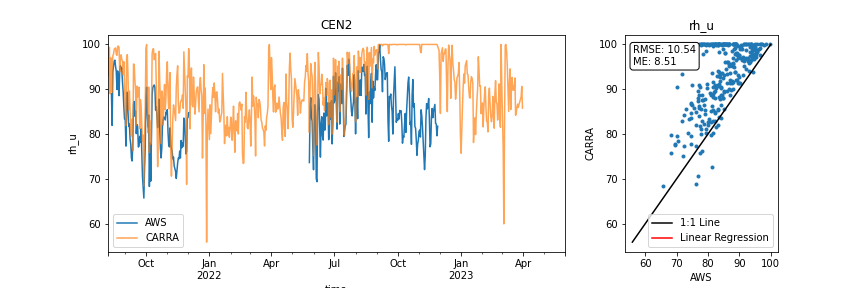 CEN2
rh_u
100
90
80
70
60
rh_u
AWS
CARRA
Oct
Jan
2022
Apr
Jul
Oct
Jan
2023
Apr
rh_u
RMSE: 10.54
ME: 8.51
100
90
80
70
60
CARRA
1:1 Line
Linear Regression
60
70
80
90
100
AWS